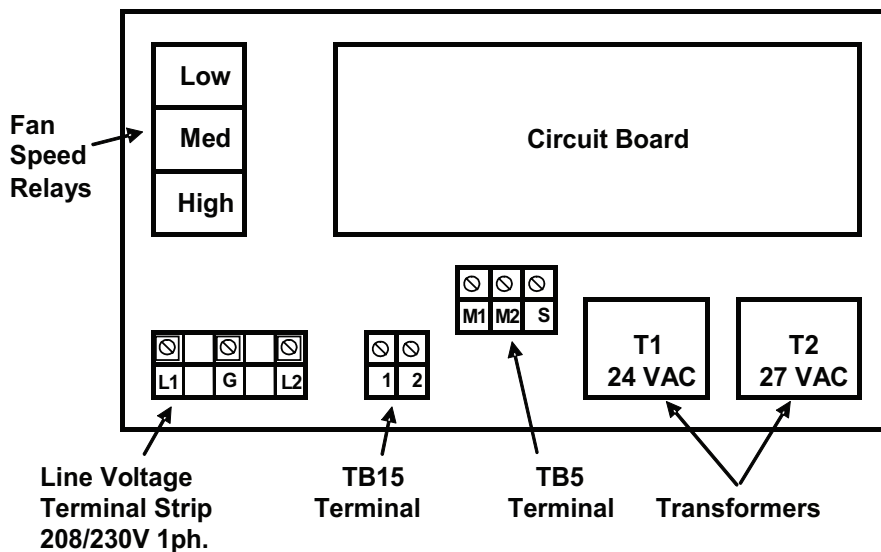 Low
Med
High
Fan
Speed
Relays
Circuit Board
M1 M2 S
L1 G L2
1 2
T1
24 VAC
T2
27 VAC
Line Voltage
Terminal Strip
208/230V 1ph.
TB15
Terminal
TB5
Terminal
Transformers